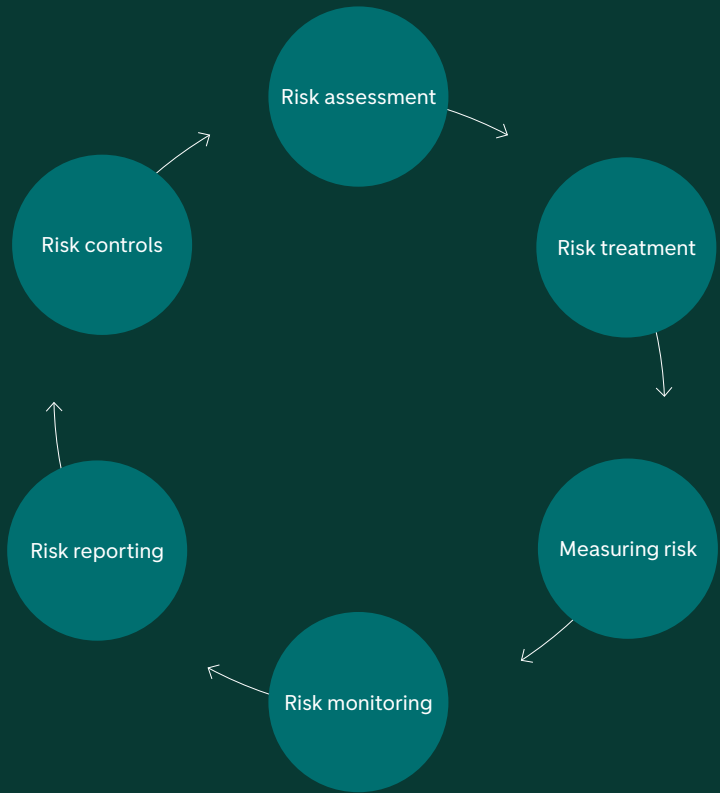 Risk assessment
Risk treatment
Measuring risk
Risk monitoring
Risk reporting
Risk controls